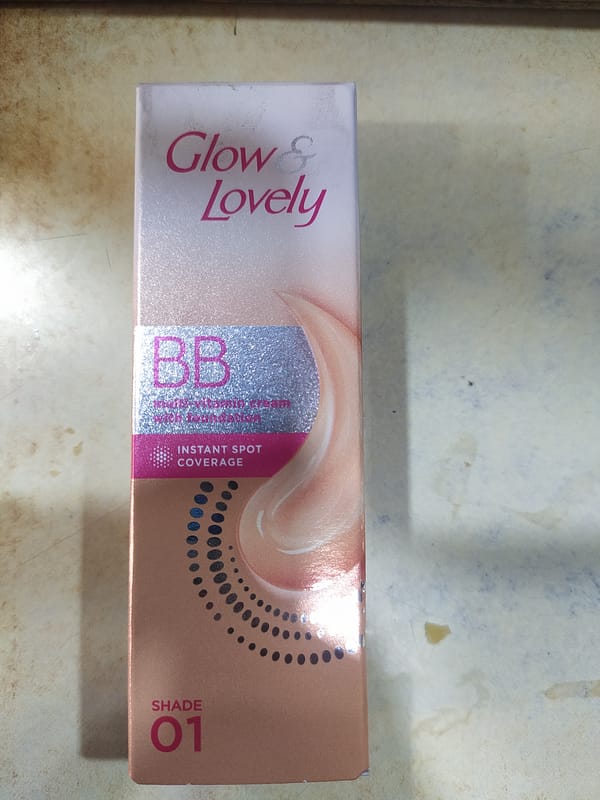 Glow &
Lovely
BB
multi-vitamin cream
with foundation
INSTANT SPOT
COVERAGE
SHADE
01